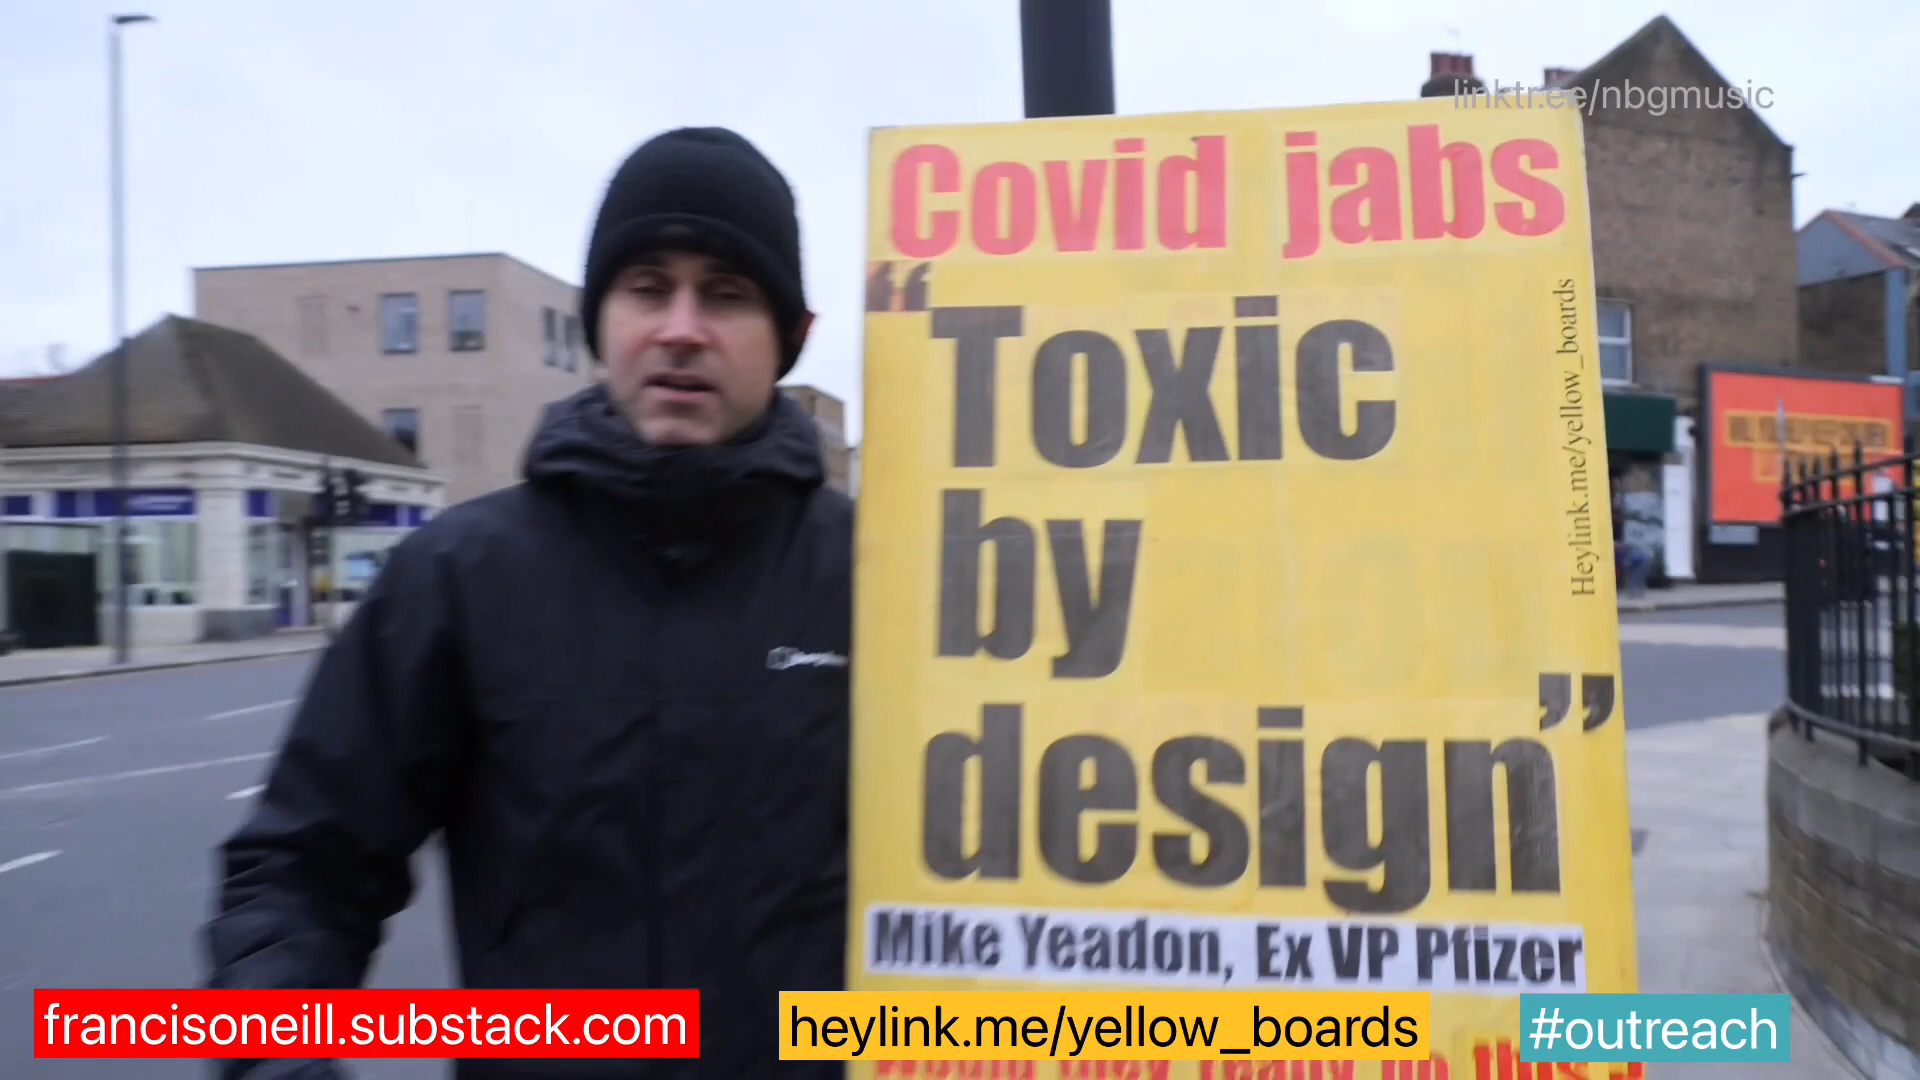 linktr.ee/nbgmusic
Covid jabs
“Toxic
by
design”
Heylink.me/yellow_boards
Mike Yeadon, Ex VP Pfizer
francisoneill.substack.com
heylink.me/yellow_boards
#outreach